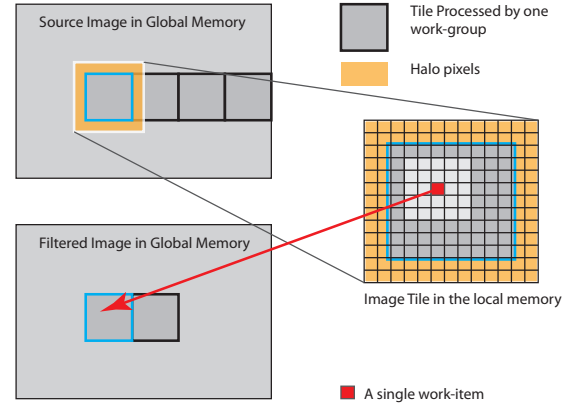 Source Image in Global Memory
Tile Processed by one
work-group
Halo pixels
Filtered Image in Global Memory
Image Tile in the local memory
A single work-item